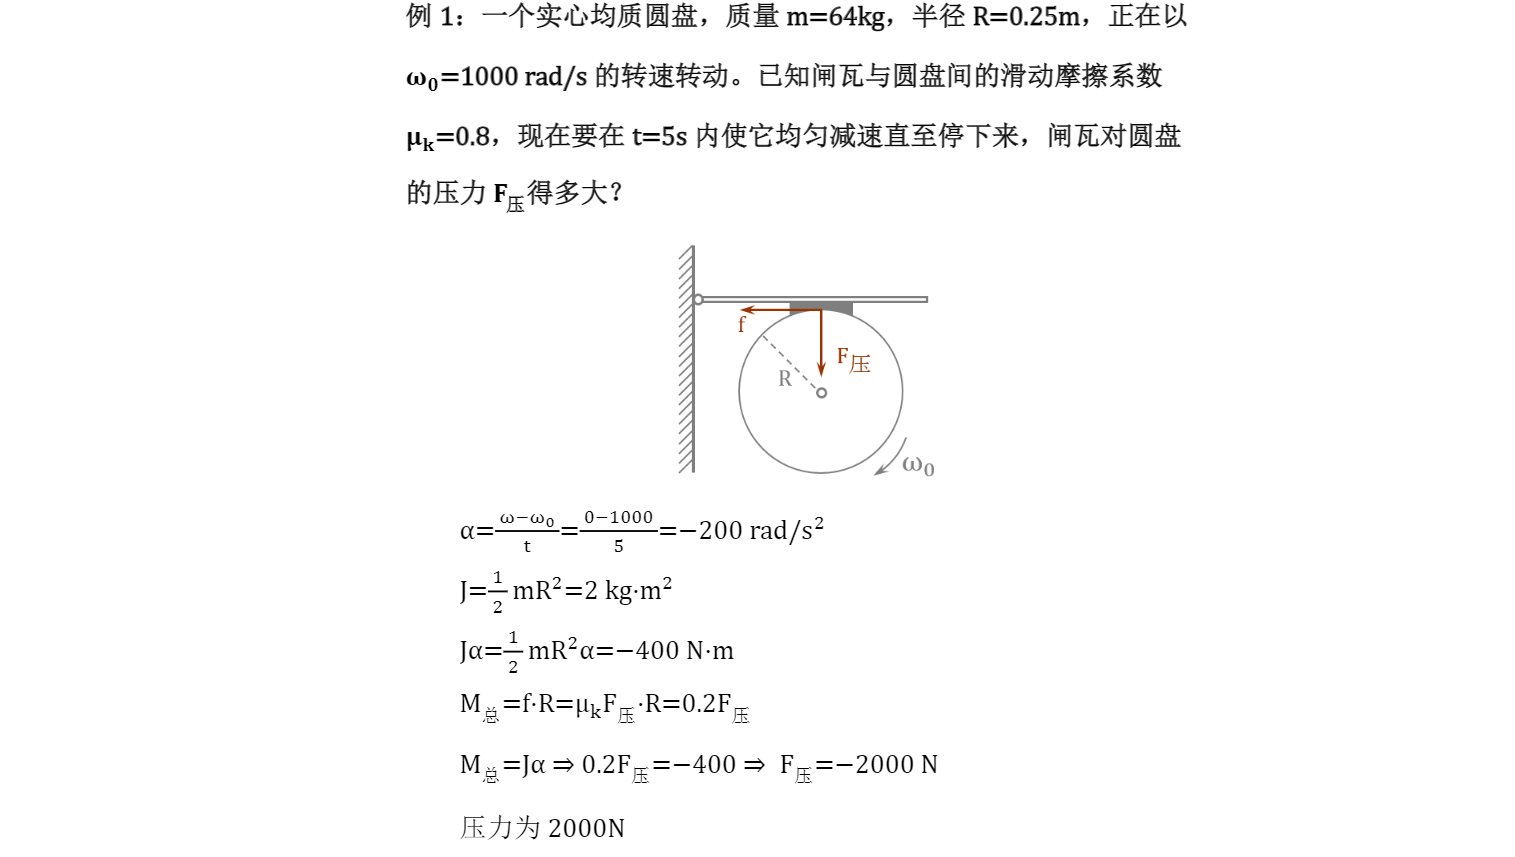 例 1：一个实心均质圆盘，质量 m=64kg，半径 R=0.25m，正在以
ω₀=1000 rad/s 的转速转动。已知闸瓦与圆盘间的滑动摩擦系数
μₖ=0.8，现在要在 t=5s 内使它均匀减速直至停下来，闸瓦对圆盘
的压力 F压得多大？
f
F压
R
ω₀
α=(ω−ω₀)/t=(0−1000)/5=−200 rad/s²
J=1/2 mR²=2 kg·m²
Jα=1/2 mR²α=−400 N·m
M总=f·R=μₖF压·R=0.2F压
M总=Jα ⇒ 0.2F压=−400 ⇒ F压=−2000 N
压力为 2000N